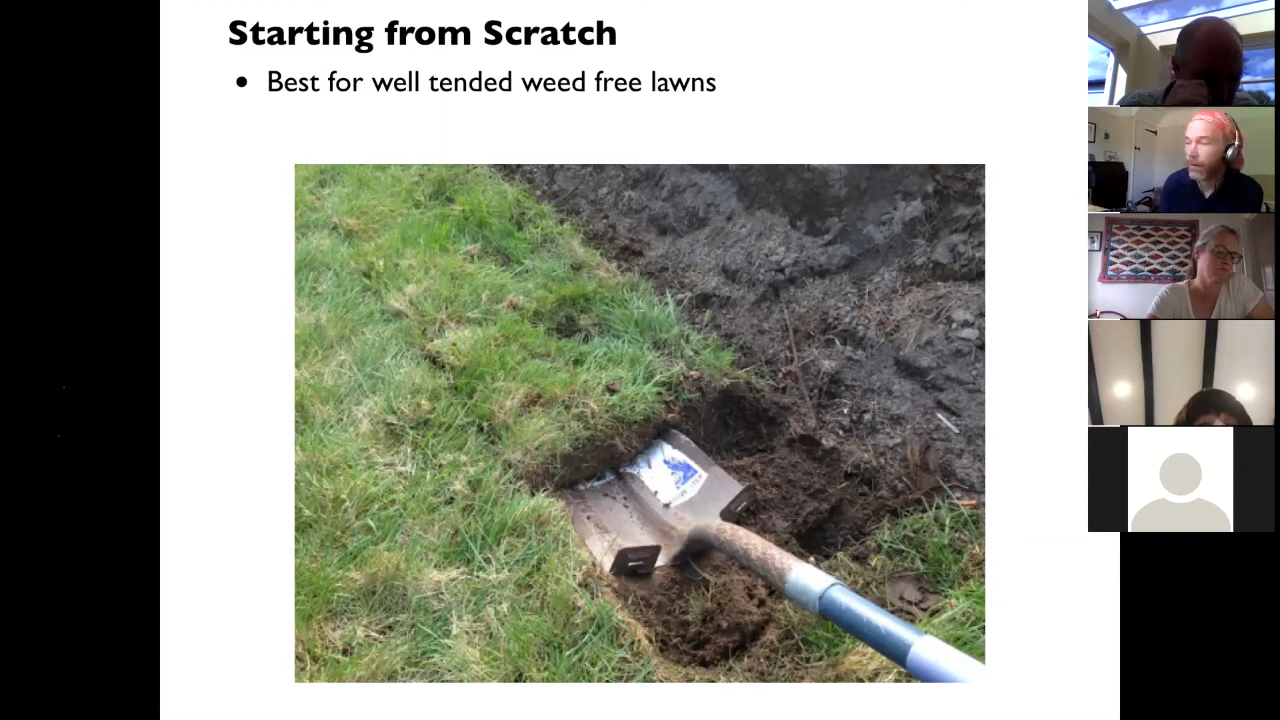 Starting from Scratch
• Best for well tended weed free lawns